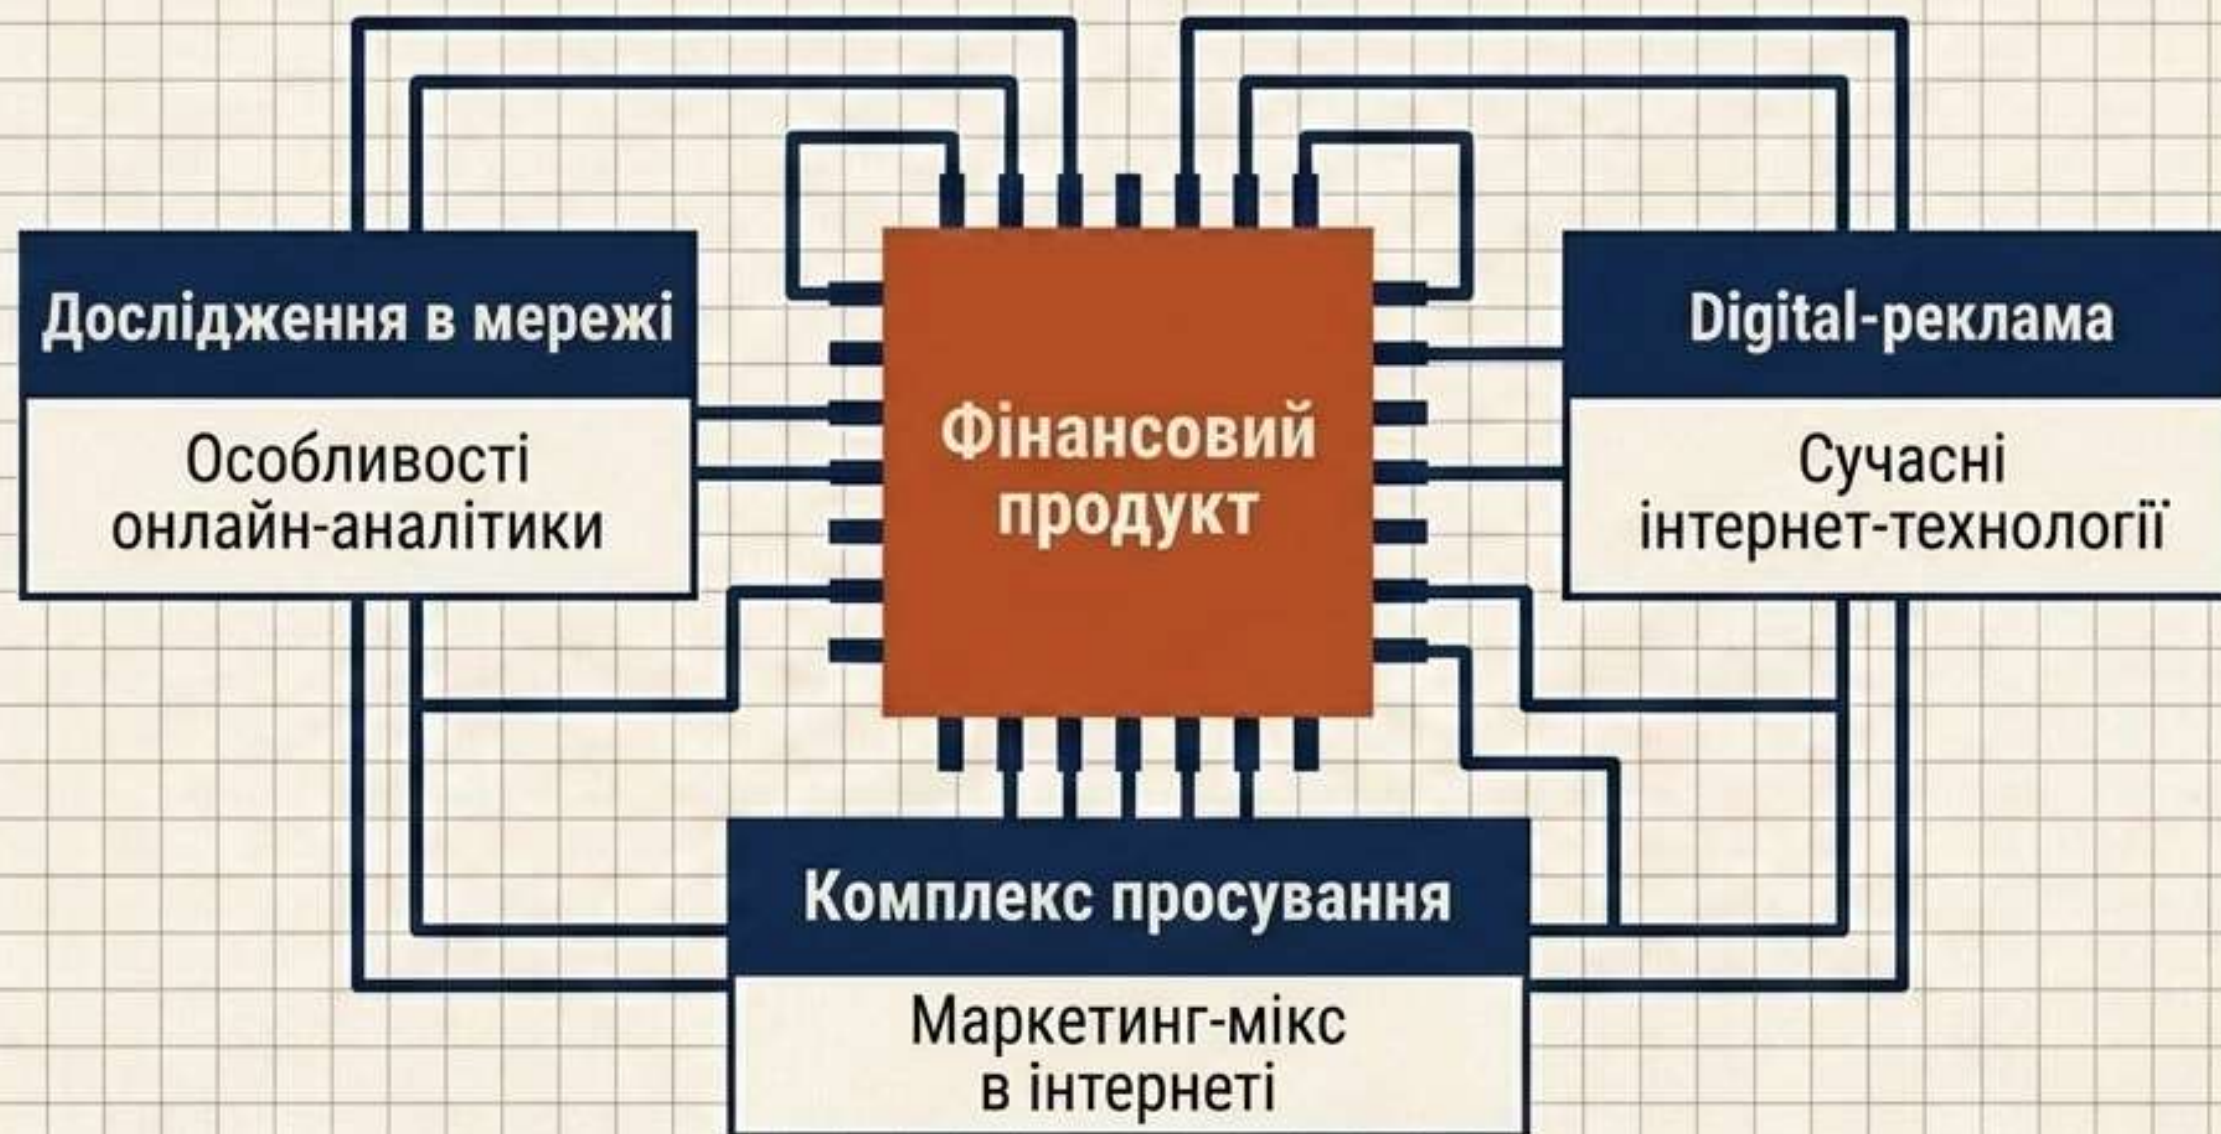 Дослідження в мережі
Особливості
онлайн-аналітики
Фінансовий
продукт
Digital-реклама
Сучасні
інтернет-технології
Комплекс просування
Маркетинг-мікс
в інтернеті